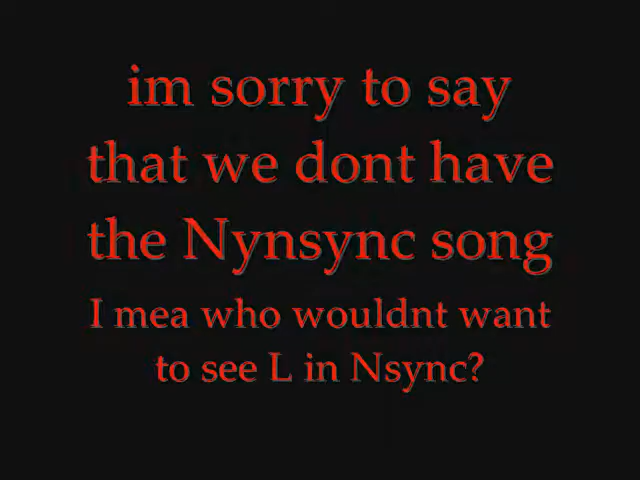 im sorry to say
that we dont have
the Nynsync song
I mea who wouldnt want
to see L in Nsync?